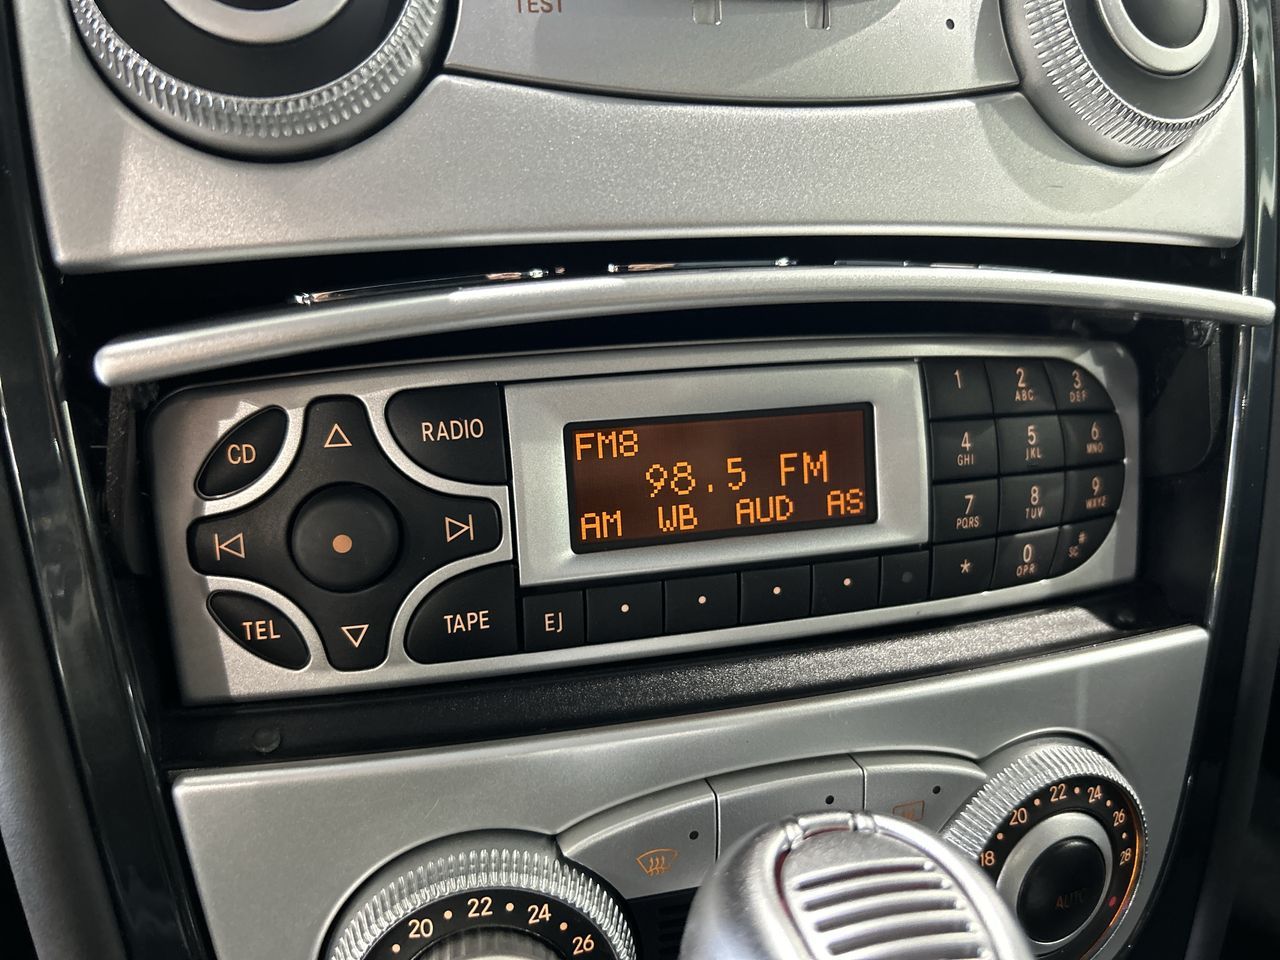 TEST
CD
RADIO
TEL
TAPE
EJ
FM8
98.5 FM
AM WB AUD AS
1
2 ABC
3 DEF
4 GHI
5 JKL
6 MNO
7 PQRS
8 TUV
9 WXYZ
*
0 OPR
SC #
20 22 24 26
18 20 22 24 26 28
AUTO